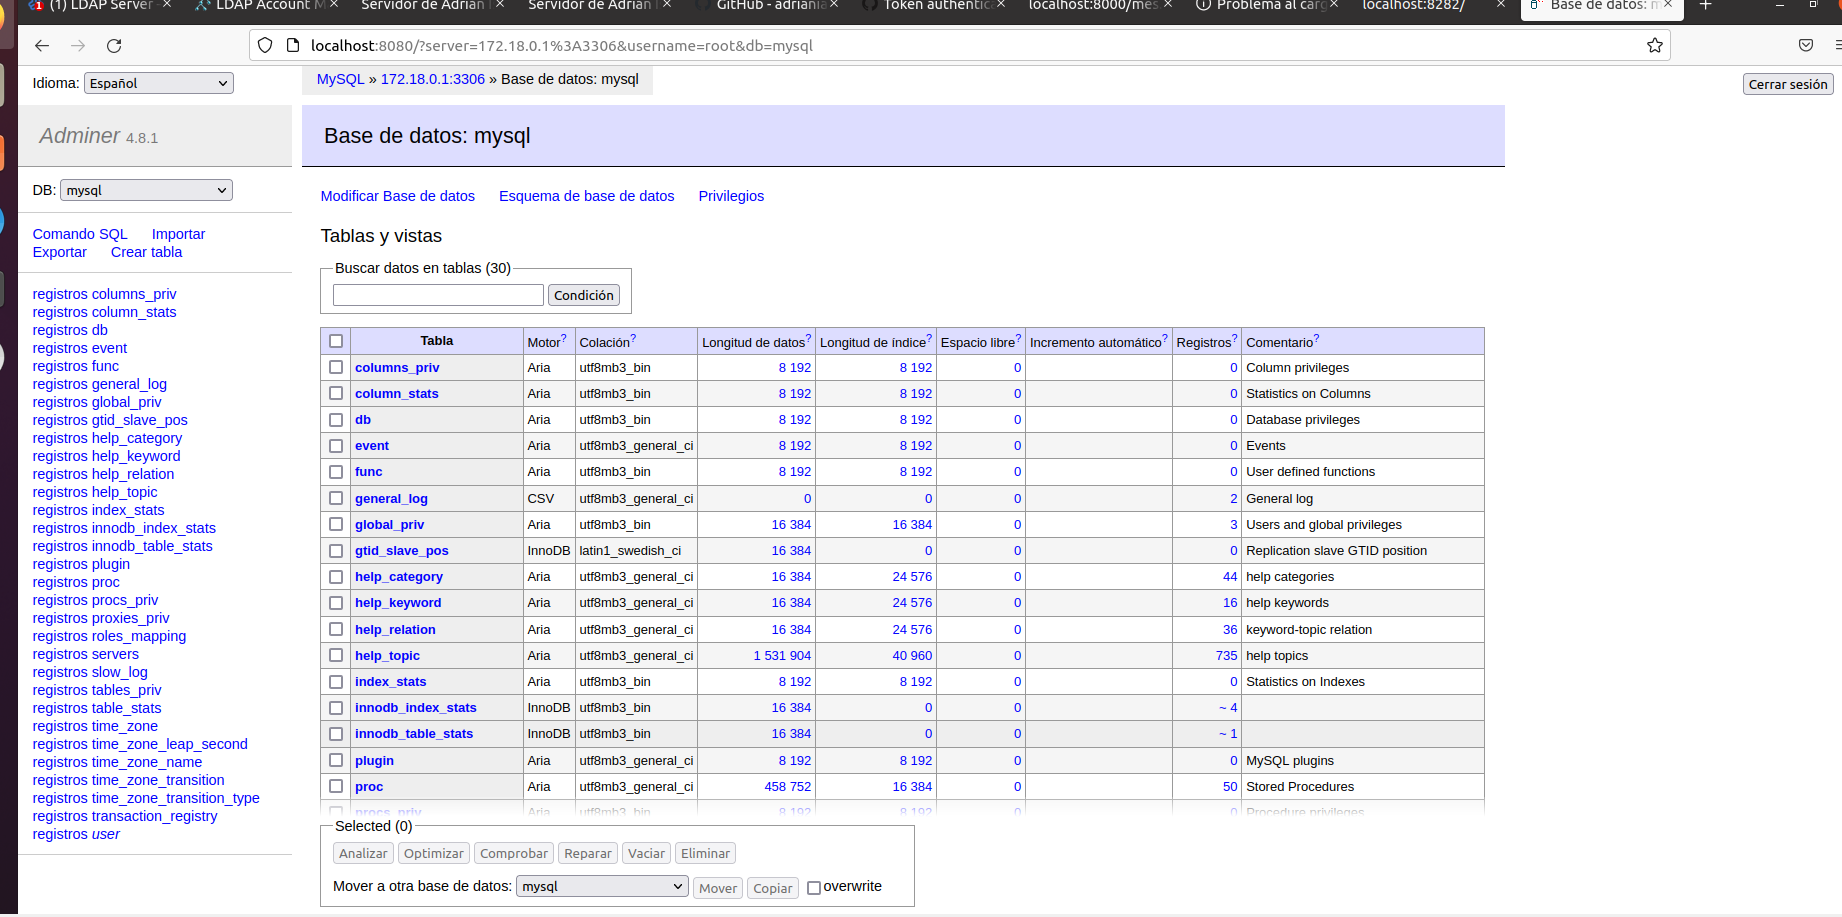 (1) LDAP Server -
LDAP Account M
Servidor de Adrian
Servidor de Adrian
GitHub - adriania
Token authentica
localhost:8000/mes
Problema al carg
localhost:8282/
Base de datos: m
localhost:8080/?server=172.18.0.1%3A3306&username=root&db=mysql
Idioma: Español
MySQL » 172.18.0.1:3306 » Base de datos: mysql
Cerrar sesión
Adminer 4.8.1
Base de datos: mysql
DB: mysql
Modificar Base de datos Esquema de base de datos Privilegios
Comando SQL Importar
Exportar Crear tabla
registros columns_priv
registros column_stats
registros db
registros event
registros func
registros general_log
registros global_priv
registros gtid_slave_pos
registros help_category
registros help_keyword
registros help_relation
registros help_topic
registros index_stats
registros innodb_index_stats
registros innodb_table_stats
registros plugin
registros proc
registros procs_priv
registros proxies_priv
registros roles_mapping
registros servers
registros slow_log
registros tables_priv
registros table_stats
registros time_zone
registros time_zone_leap_second
registros time_zone_name
registros time_zone_transition
registros time_zone_transition_type
registros transaction_registry
registros user
Tablas y vistas
Buscar datos en tablas (30)
Condición
Tabla Motor? Colación? Longitud de datos? Longitud de índice? Espacio libre? Incremento automático? Registros? Comentario?
columns_priv Aria utf8mb3_bin 8 192 8 192 0 0 Column privileges
column_stats Aria utf8mb3_bin 8 192 8 192 0 0 Statistics on Columns
db Aria utf8mb3_bin 8 192 8 192 0 0 Database privileges
event Aria utf8mb3_general_ci 8 192 8 192 0 0 Events
func Aria utf8mb3_bin 8 192 8 192 0 0 User defined functions
general_log CSV utf8mb3_general_ci 0 0 0 2 General log
global_priv Aria utf8mb3_bin 16 384 16 384 0 3 Users and global privileges
gtid_slave_pos InnoDB latin1_swedish_ci 16 384 0 0 0 Replication slave GTID position
help_category Aria utf8mb3_general_ci 16 384 24 576 0 44 help categories
help_keyword Aria utf8mb3_general_ci 16 384 24 576 0 16 help keywords
help_relation Aria utf8mb3_general_ci 16 384 24 576 0 36 keyword-topic relation
help_topic Aria utf8mb3_general_ci 1 531 904 40 960 0 735 help topics
index_stats Aria utf8mb3_bin 8 192 8 192 0 0 Statistics on Indexes
innodb_index_stats InnoDB utf8mb3_bin 16 384 0 0 ~ 4
innodb_table_stats InnoDB utf8mb3_bin 16 384 0 0 ~ 1
plugin Aria utf8mb3_general_ci 8 192 8 192 0 0 MySQL plugins
proc Aria utf8mb3_general_ci 458 752 16 384 0 50 Stored Procedures
procs_priv Aria utf8mb3_bin 8 192 8 192 0 0 Procedure privileges
Selected (0)
Analizar Optimizar Comprobar Reparar Vaciar Eliminar
Mover a otra base de datos: mysql Mover Copiar overwrite